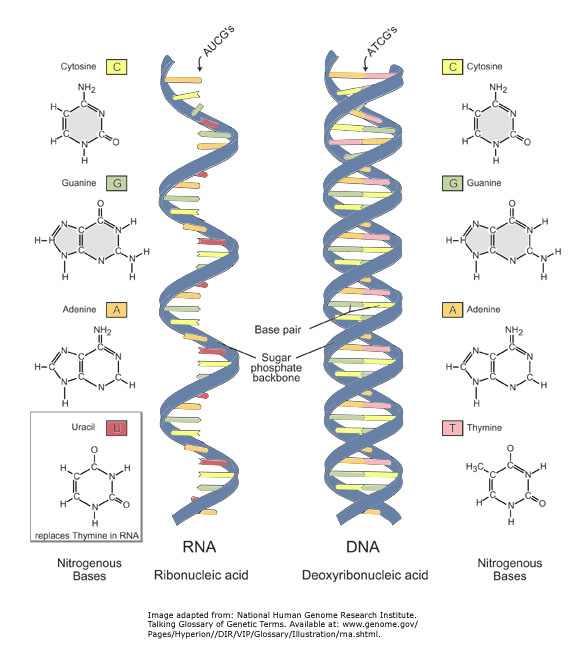 AUCG's
ATCG's
Cytosine C
NH2
H
C
C
N
H
C
C
O
N
H
Guanine G
O
N
C
C
N
H
H
H
C
N
C
N
C
N
H
H
H
Adenine A
NH2
N
C
C
N
H
C
N
C
N
C
H
H
Uracil U
O
H
C
C
N
H
H
C
C
O
N
H
replaces Thymine in RNA
Nitrogenous
Bases
RNA
Ribonucleic acid
Base pair
Sugar
phosphate
backbone
DNA
Deoxyribonucleic acid
C Cytosine
NH2
H
C
C
N
H
C
C
O
N
H
G Guanine
O
N
C
C
N
H
H
C
N
C
N
C
N
H
H
H
A Adenine
NH2
N
C
C
N
H
C
N
C
N
C
H
H
T Thymine
O
H3C
C
C
N
H
H
C
C
O
N
H
Nitrogenous
Bases
Image adapted from: National Human Genome Research Institute.
Talking Glossary of Genetic Terms. Available at: www.genome.gov/
Pages/Hyperion//DIR/VIP/Glossary/Illustration/rna.shtml.